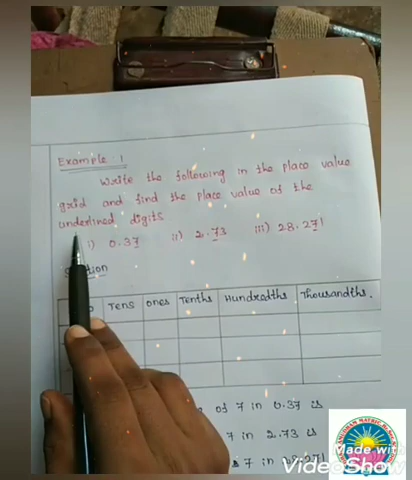 Example : 1
Write the following in the place value
grid and find the place value of the
underlined digits
i) 0.37 ii) 2.73 iii) 28.271
Tens Ones Tenths Hundredths Thousandths.
of 7 in 0.37 is
7 in 2.73 is
7 in 28.271
Made with
VideoShow